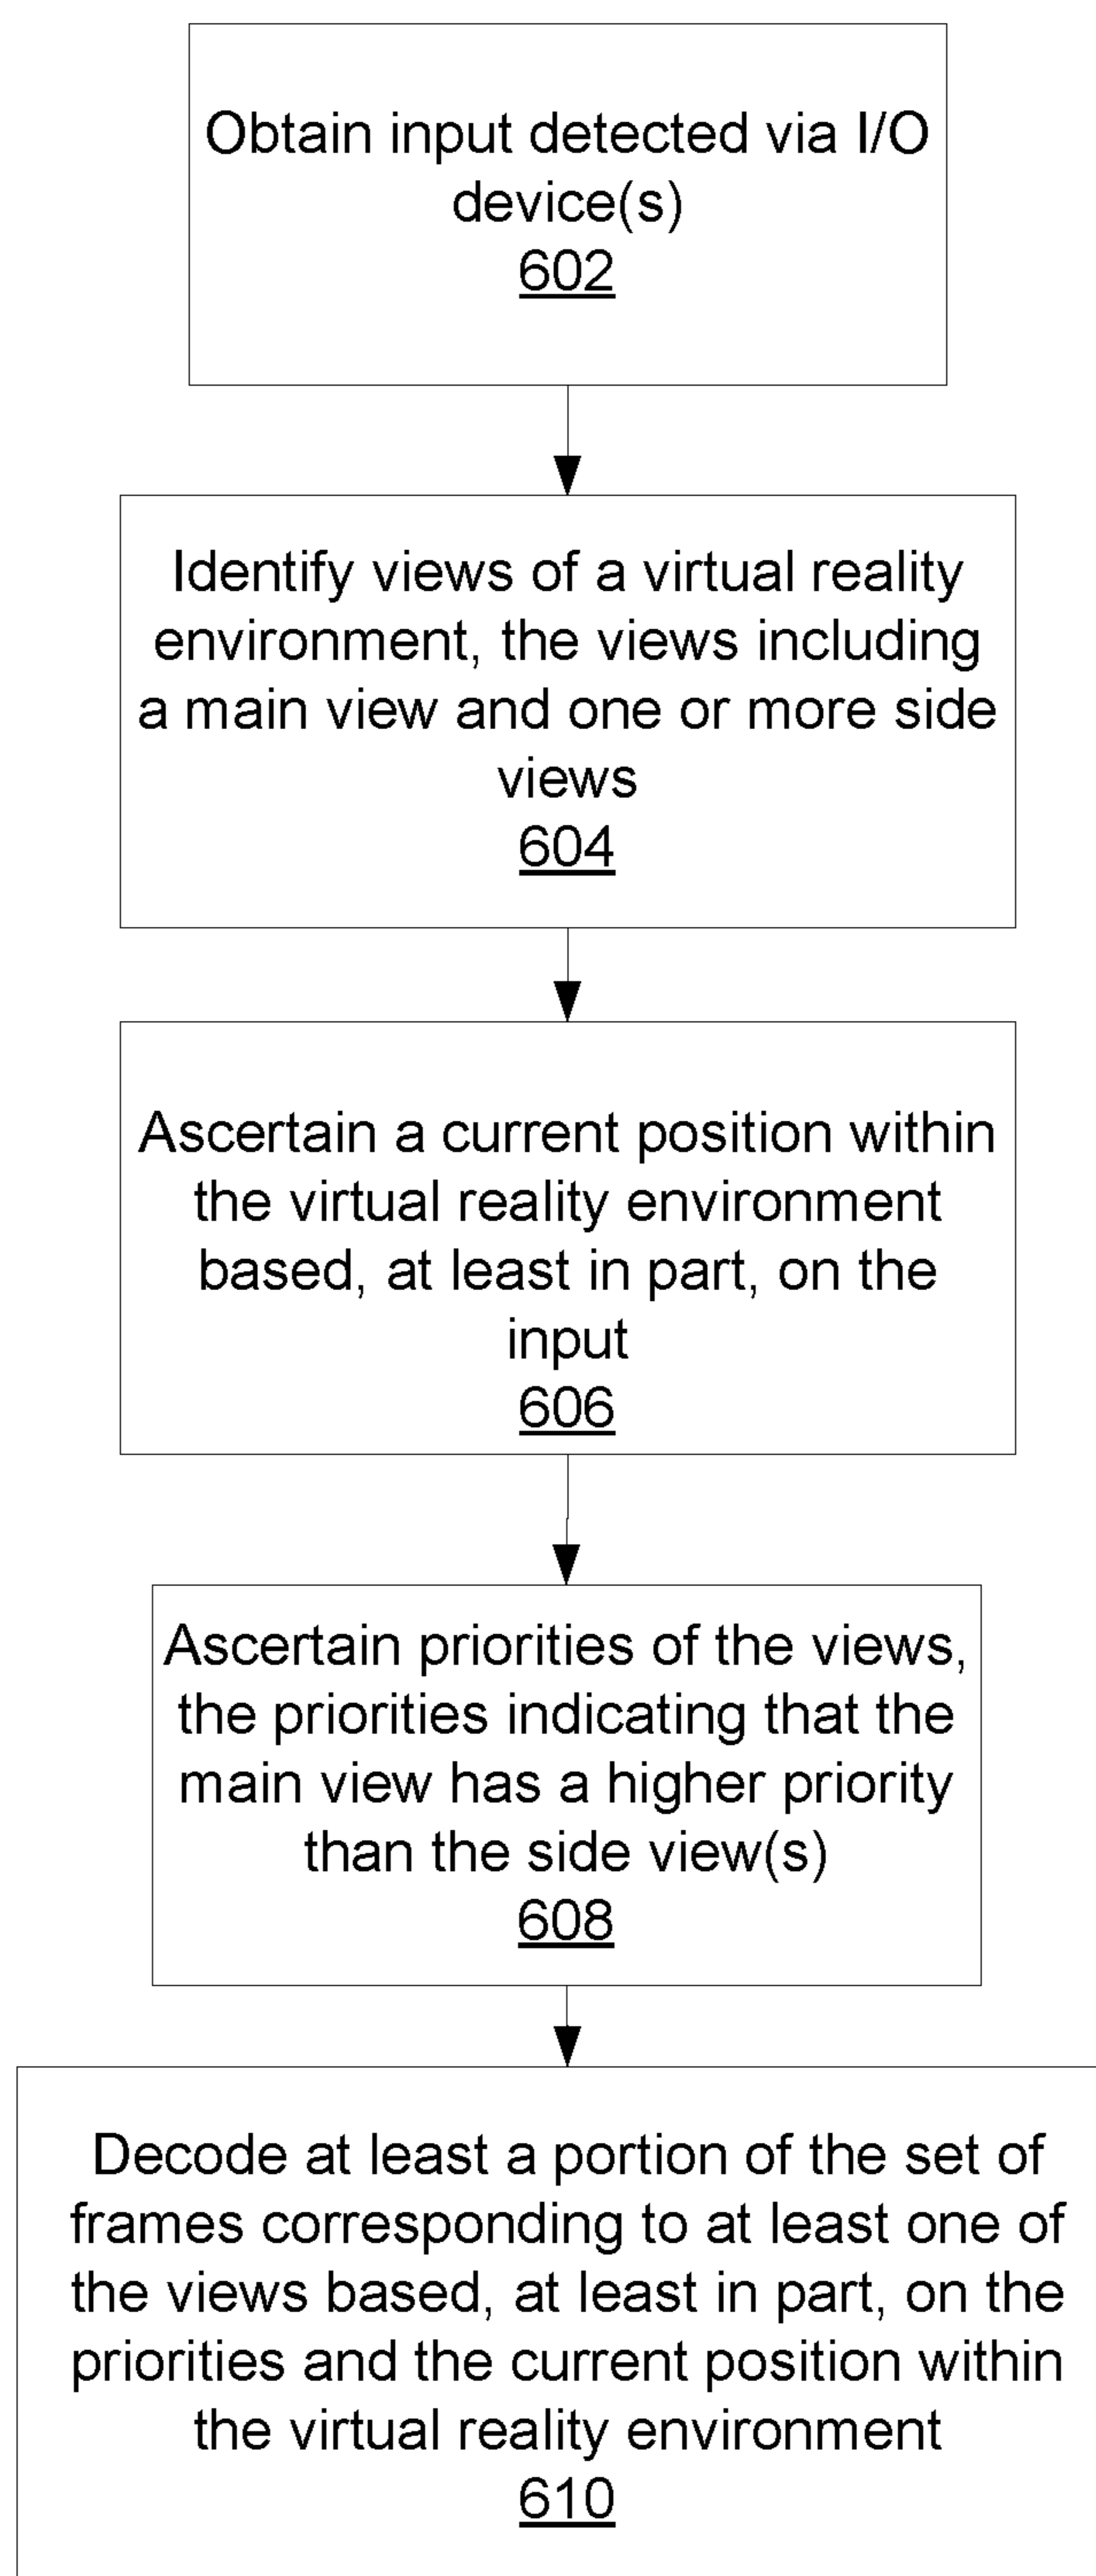 Obtain input detected via I/O
device(s)
602
Identify views of a virtual reality
environment, the views including
a main view and one or more side
views
604
Ascertain a current position within
the virtual reality environment
based, at least in part, on the
input
606
Ascertain priorities of the views,
the priorities indicating that the
main view has a higher priority
than the side view(s)
608
Decode at least a portion of the set of
frames corresponding to at least one of
the views based, at least in part, on the
priorities and the current position within
the virtual reality environment
610